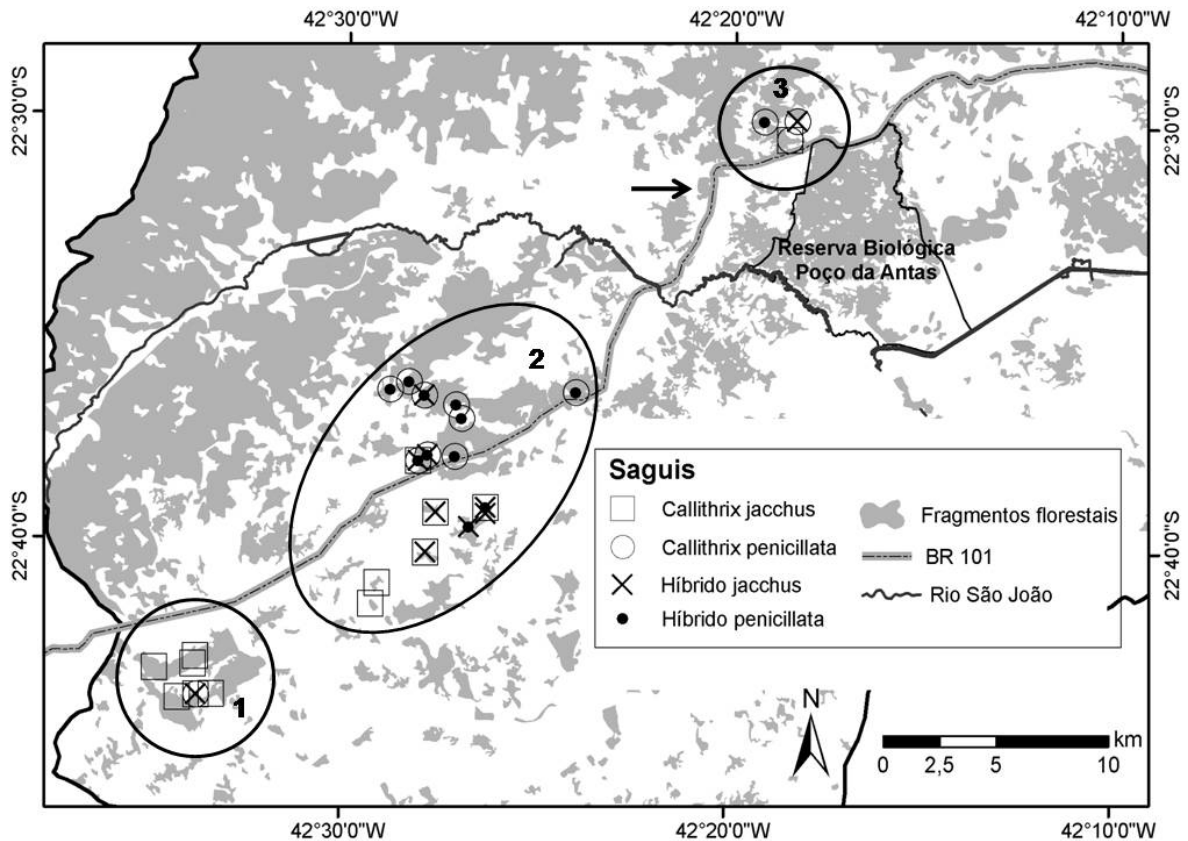 42°30'0"W
42°20'0"W
42°10'0"W
22°30'0"S
22°30'0"S
3
Reserva Biológica
Poço da Antas
2
Saguis
Callithrix jacchus
Callithrix penicillata
Híbrido jacchus
Híbrido penicillata
Fragmentos florestais
BR 101
Rio São João
22°40'0"S
22°40'0"S
1
N
km
0
2,5
5
10
42°30'0"W
42°20'0"W
42°10'0"W